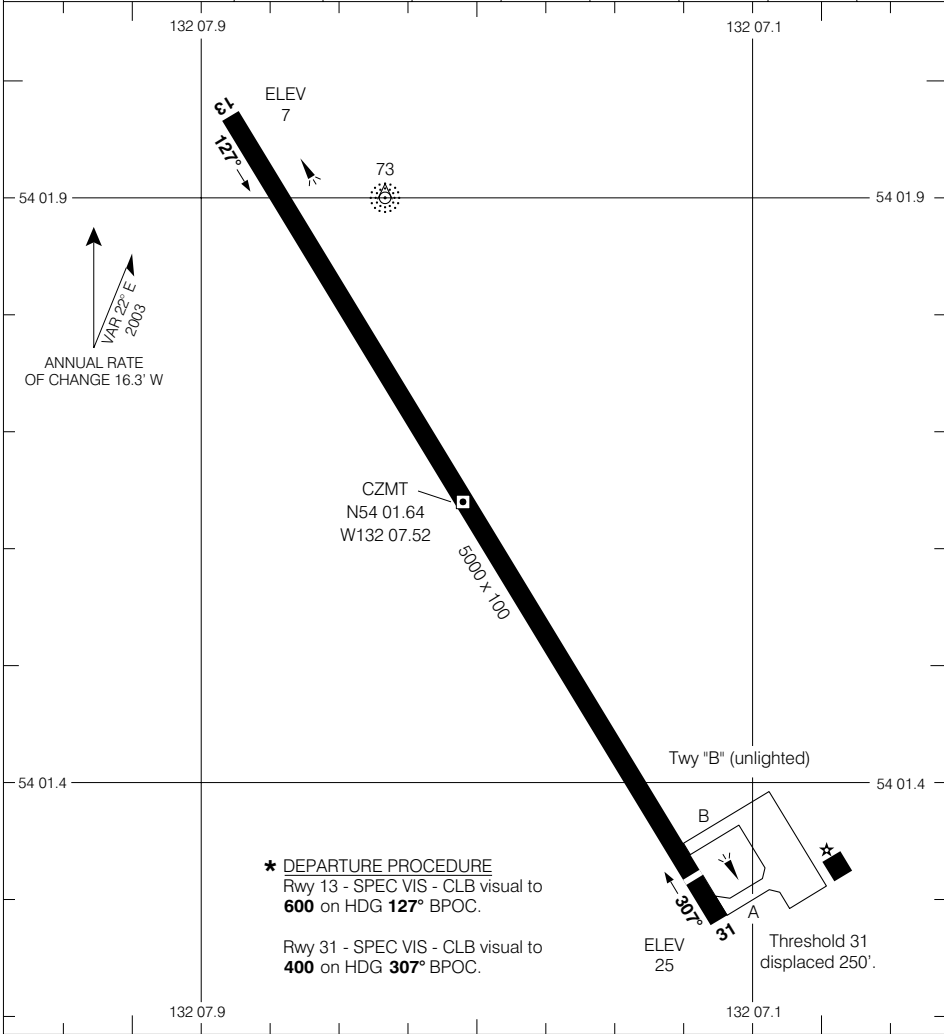 132 07.9
132 07.1
ELEV
7
13
127°
73
54 01.9
54 01.9
VAR 22° E
2003
ANNUAL RATE
OF CHANGE 16.3' W
CZMT
N54 01.64
W132 07.52
5000 x 100
Twy "B" (unlighted)
54 01.4
54 01.4
B
* DEPARTURE PROCEDURE
Rwy 13 - SPEC VIS - CLB visual to
600 on HDG 127° BPOC.
Rwy 31 - SPEC VIS - CLB visual to
400 on HDG 307° BPOC.
307°
31
A
ELEV
25
Threshold 31
displaced 250'.
132 07.9
132 07.1